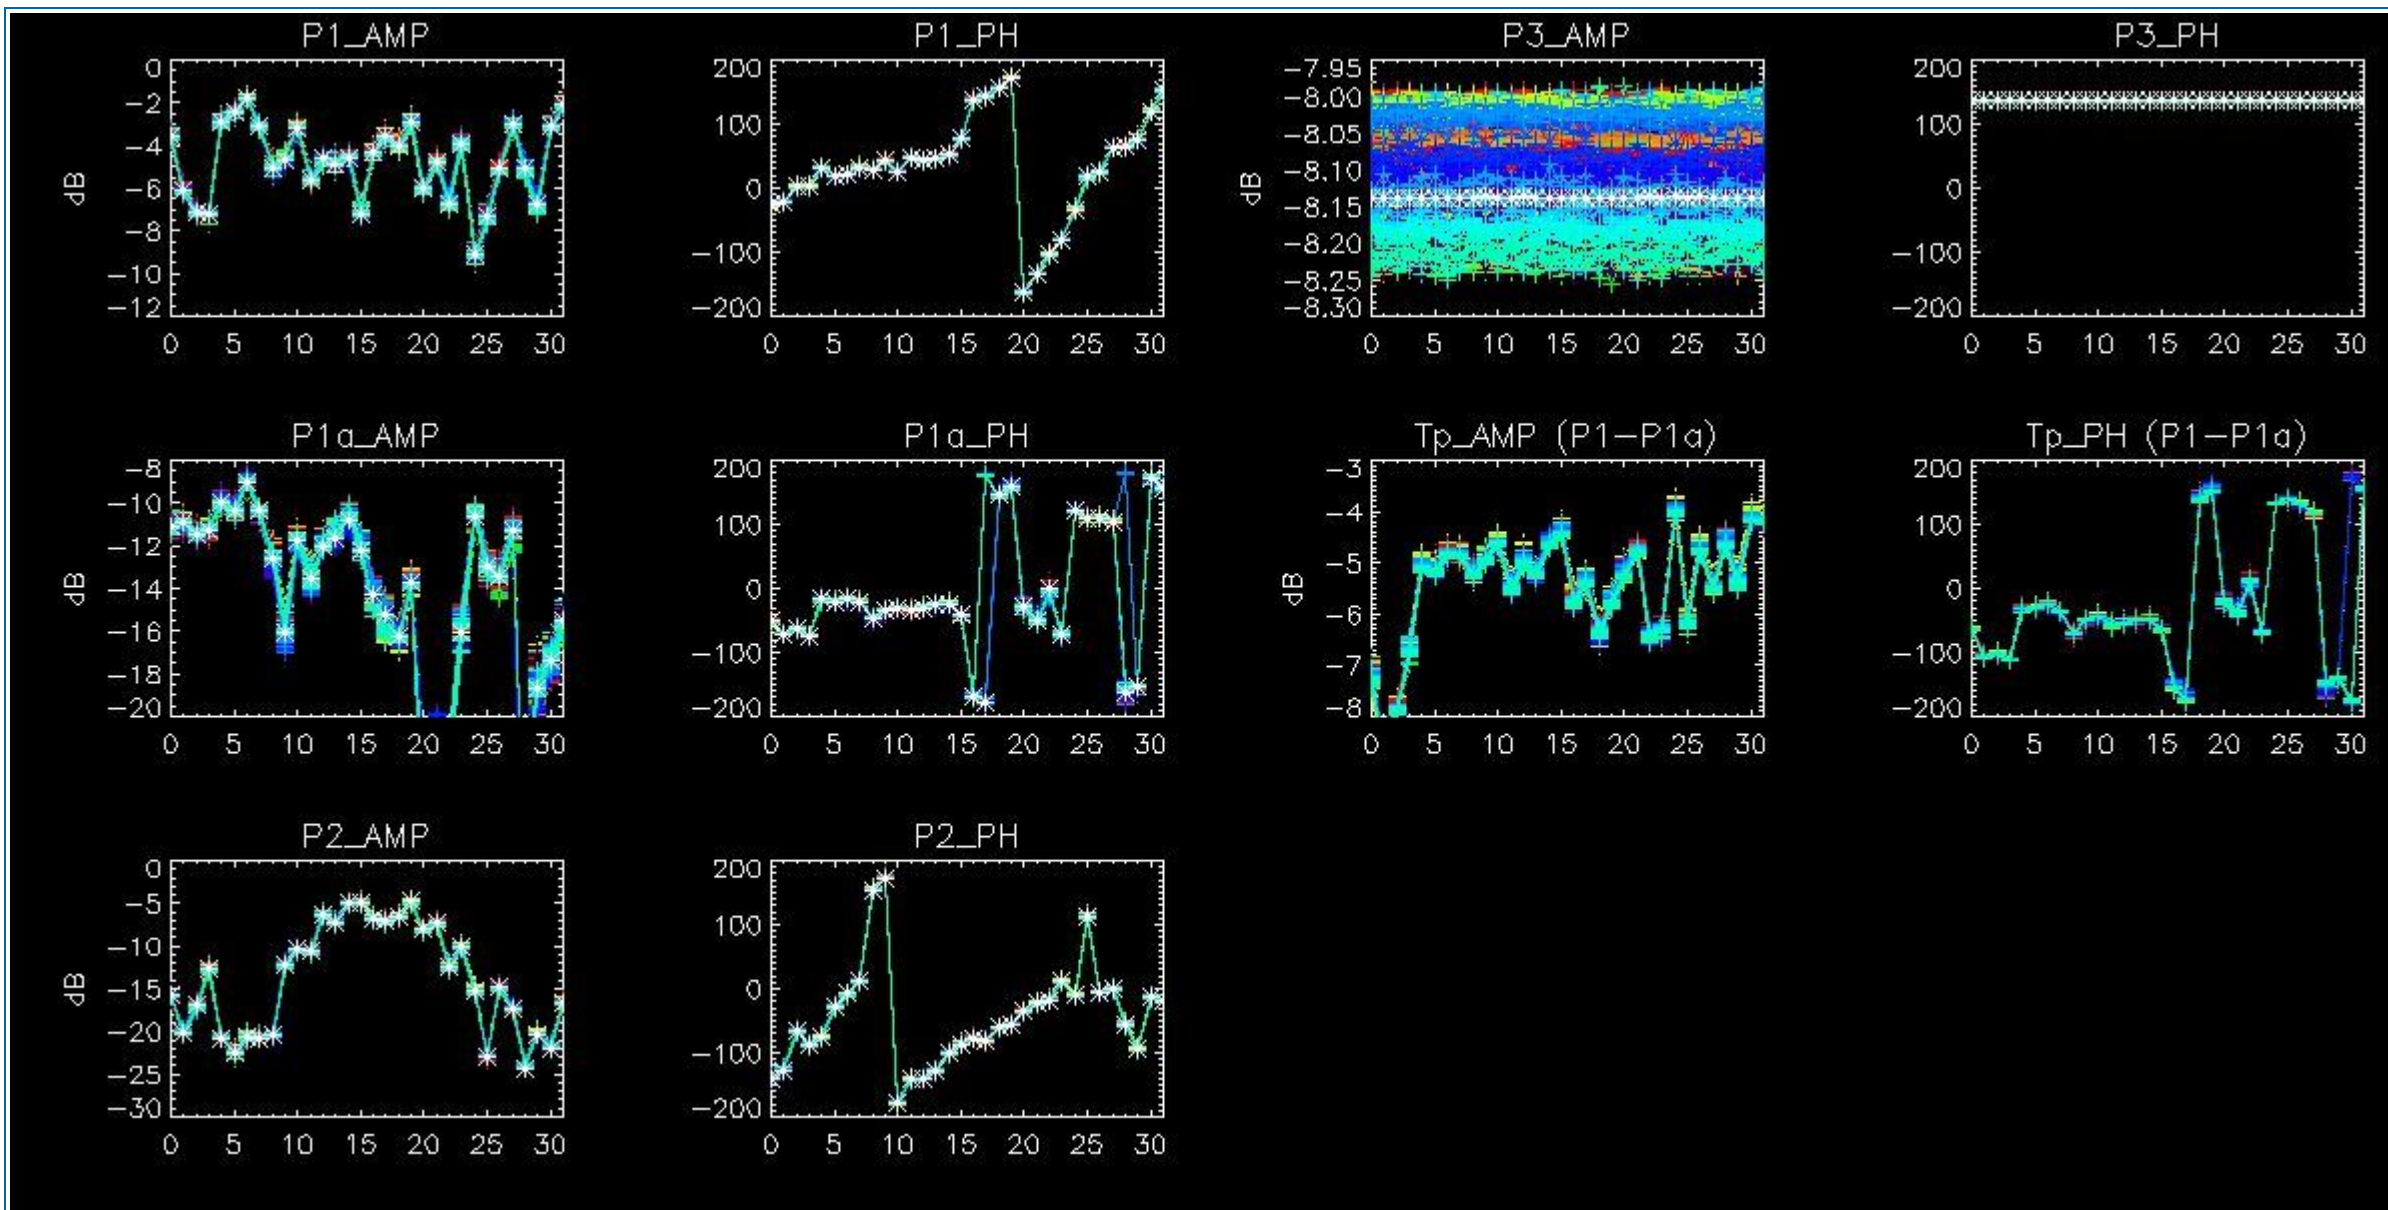 P1_AMP
P1_PH
P3_AMP
P3_PH
0
−2
−4
−6
−8
−10
−12
dB
0 5 10 15 20 25 30
200
100
0
−100
−200
0 5 10 15 20 25 30
−7.95
−8.00
−8.05
−8.10
−8.15
−8.20
−8.25
−8.30
dB
0 5 10 15 20 25 30
200
100
0
−100
−200
0 5 10 15 20 25 30
P1a_AMP
P1a_PH
Tp_AMP (P1−P1a)
Tp_PH (P1−P1a)
−8
−10
−12
−14
−16
−18
−20
dB
0 5 10 15 20 25 30
200
100
0
−100
−200
0 5 10 15 20 25 30
−3
−4
−5
−6
−7
−8
dB
0 5 10 15 20 25 30
200
100
0
−100
−200
0 5 10 15 20 25 30
P2_AMP
P2_PH
0
−5
−10
−15
−20
−25
−30
dB
0 5 10 15 20 25 30
200
100
0
−100
−200
0 5 10 15 20 25 30